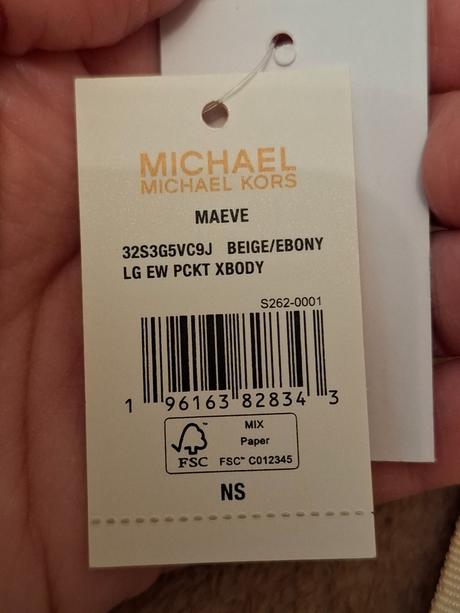 MICHAEL
MICHAEL KORS
MAEVE
32S3G5VC9J BEIGE/EBONY
LG EW PCKT XBODY
S262-0001
1 96163 82834 3
FSC
MIX
Paper
FSC™ C012345
NS